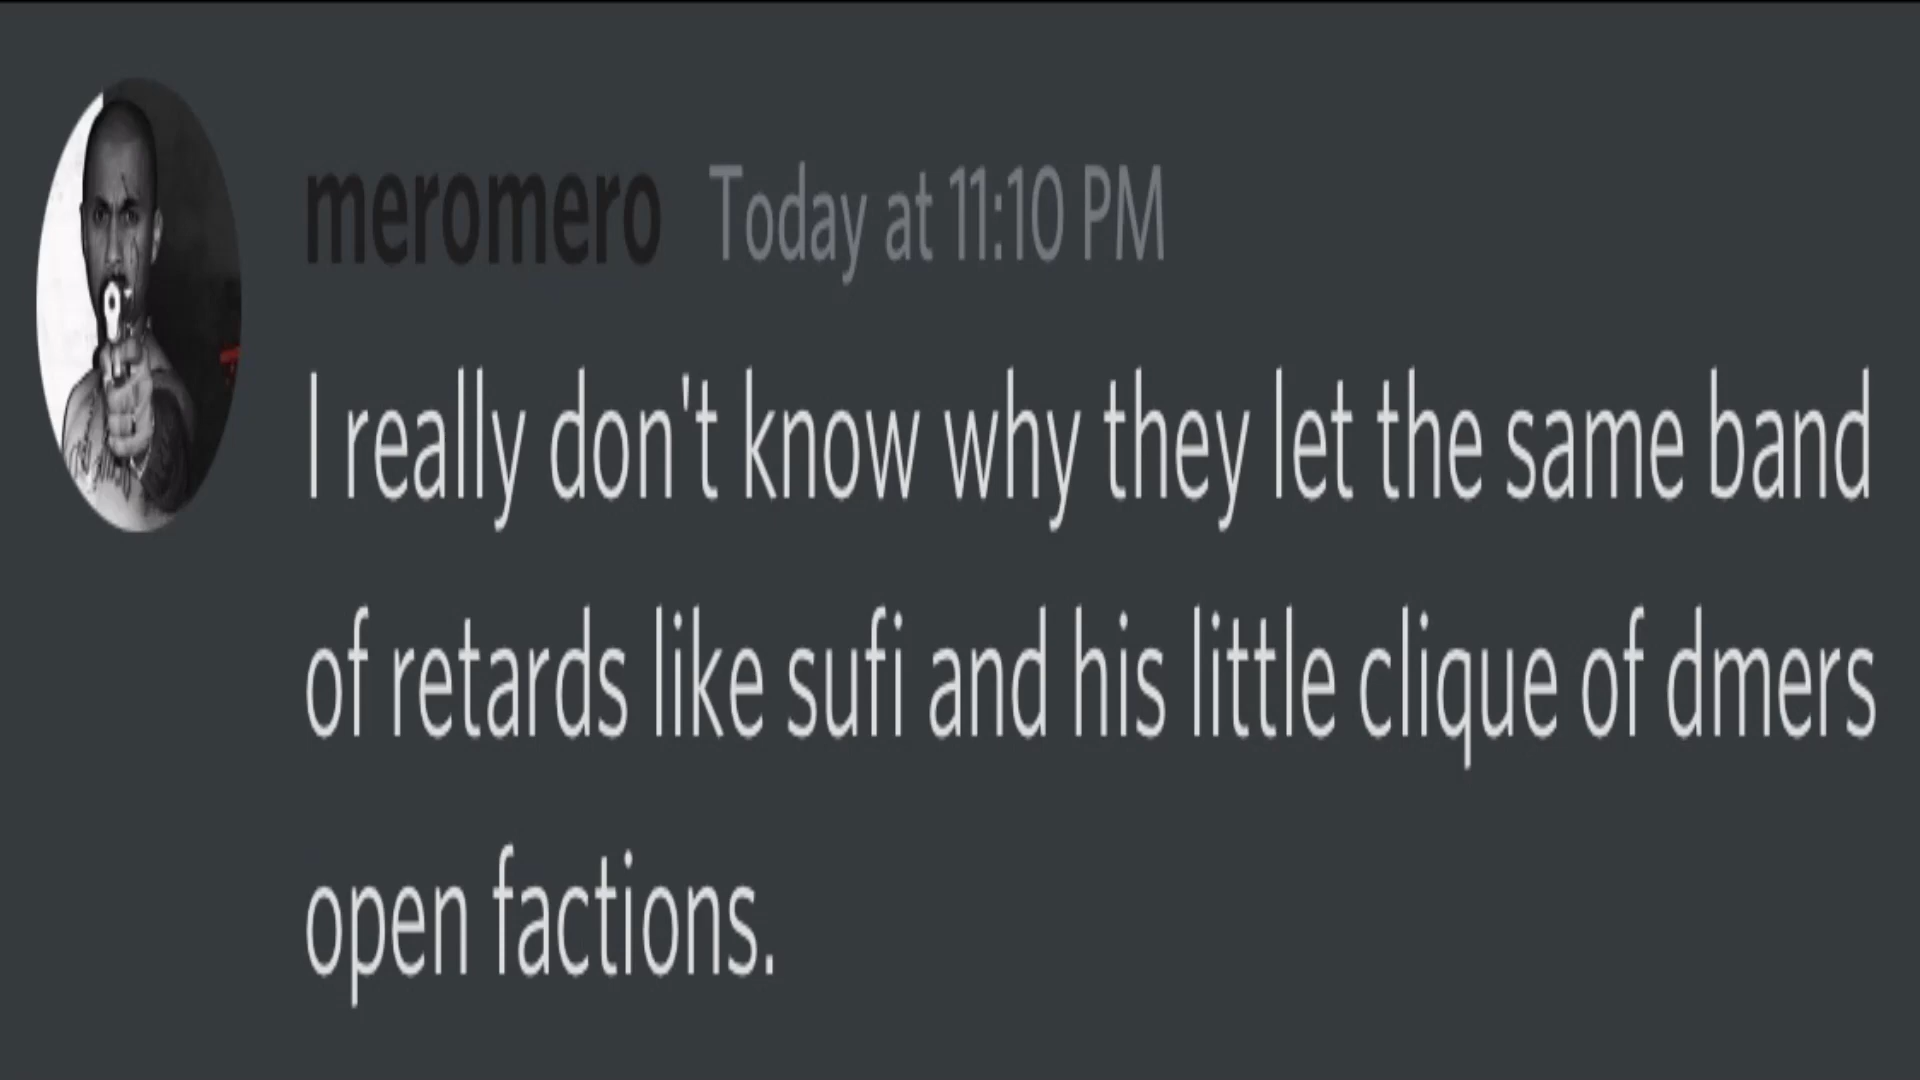 meromero Today at 11:10 PM
I really don't know why they let the same band
of retards like sufi and his little clique of dmers
open factions.